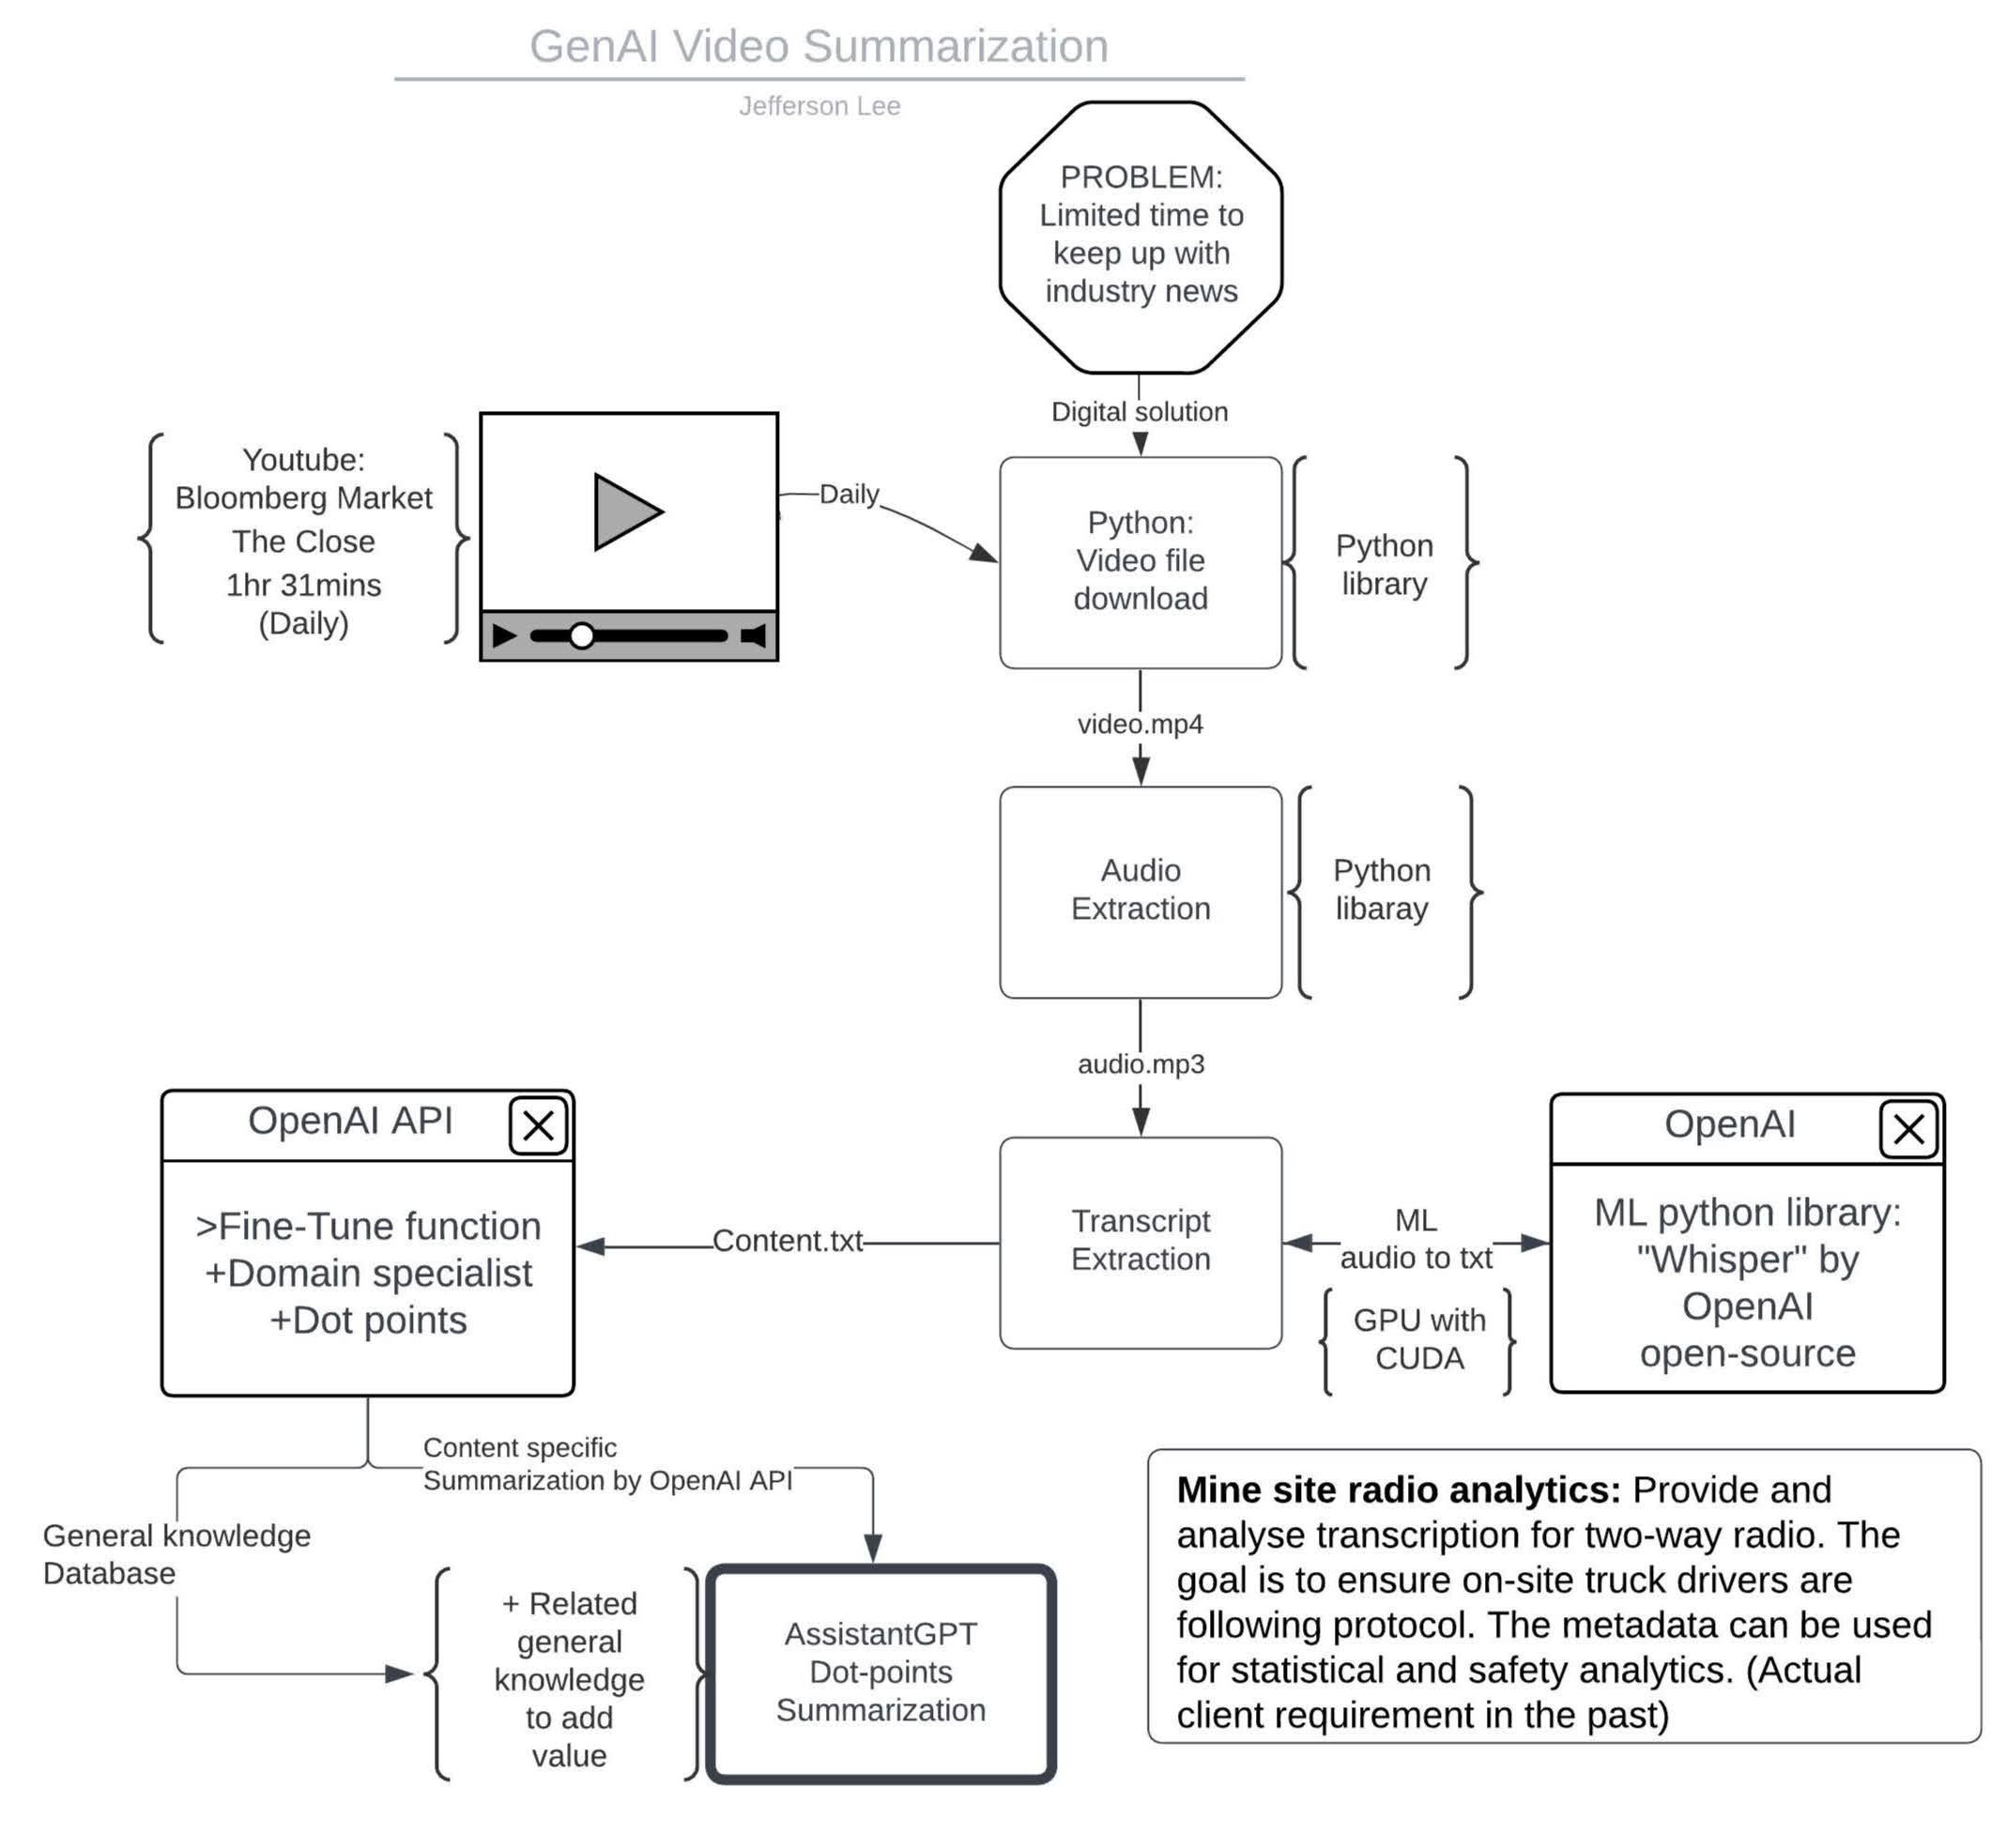 GenAI Video Summarization
Jefferson Lee
PROBLEM:
Limited time to
keep up with
industry news
Digital solution
Youtube:
Bloomberg Market
The Close
1hr 31mins
(Daily)
Daily
Python:
Video file
download
Python
library
video.mp4
Audio
Extraction
Python
libaray
audio.mp3
OpenAI API
>Fine-Tune function
+Domain specialist
+Dot points
Content.txt
Transcript
Extraction
ML
audio to txt
GPU with
CUDA
OpenAI
ML python library:
"Whisper" by
OpenAI
open-source
Content specific
Summarization by OpenAI API
General knowledge
Database
+ Related
general
knowledge
to add
value
AssistantGPT
Dot-points
Summarization
Mine site radio analytics: Provide and
analyse transcription for two-way radio. The
goal is to ensure on-site truck drivers are
following protocol. The metadata can be used
for statistical and safety analytics. (Actual
client requirement in the past)